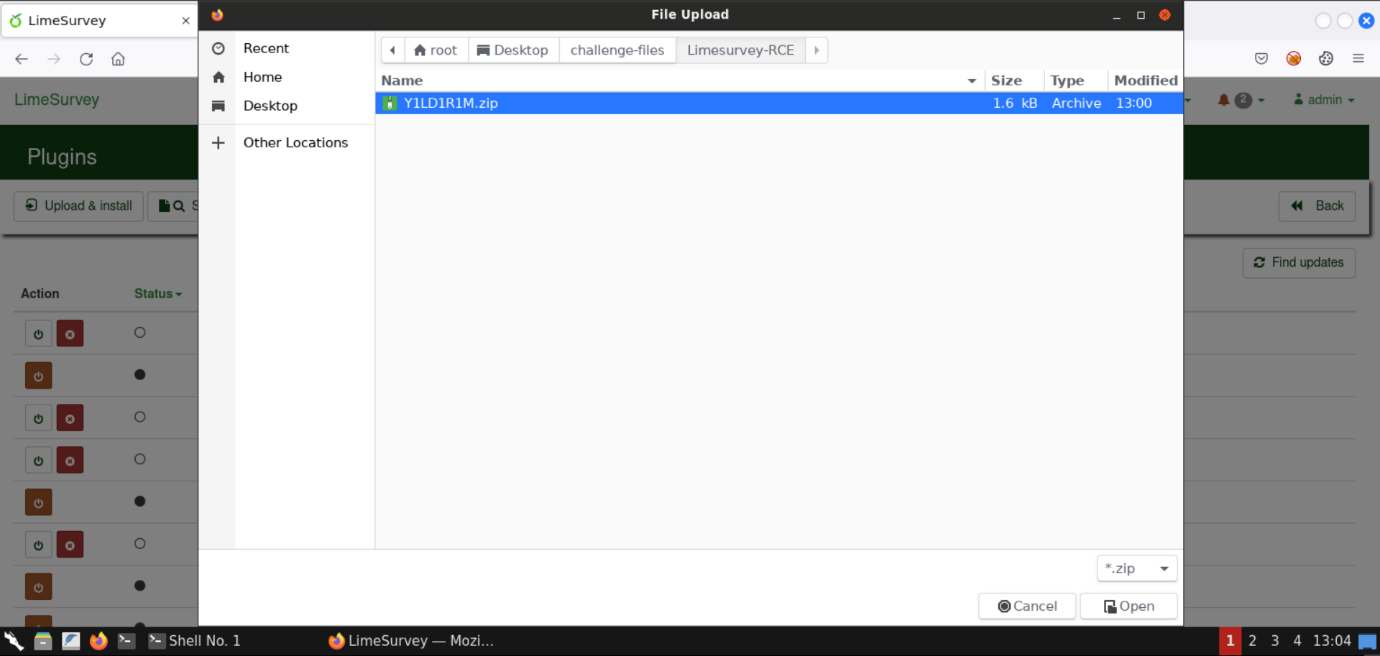 LimeSurvey
File Upload
Recent
Home
Desktop
Other Locations
root
Desktop
challenge-files
Limesurvey-RCE
Name
Size
Type
Modified
Y1LD1R1M.zip
1.6 kB
Archive
13:00
LimeSurvey
2
admin
Plugins
Upload & install
S
Back
Find updates
Action
Status
*.zip
Cancel
Open
Shell No. 1
LimeSurvey — Mozi...
1 2 3 4 13:04